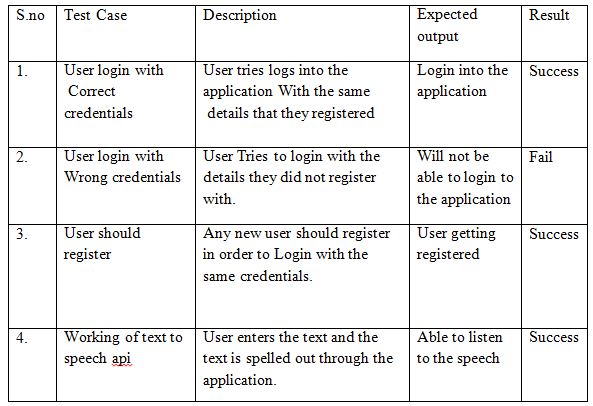 S.no Test Case Description Expected Result
output
1. User login with User tries logs into the Login into the Success
Correct application With the same application
credentials details that they registered
2. User login with User Tries to login with the Will not be Fail
Wrong credentials details they did not register able to login to
with. the application
3. User should Any new user should register User getting Success
register in order to Login with the registered
same credentials.
4. Working of text to User enters the text and the Able to listen Success
speech api text is spelled out through the to the speech
application.